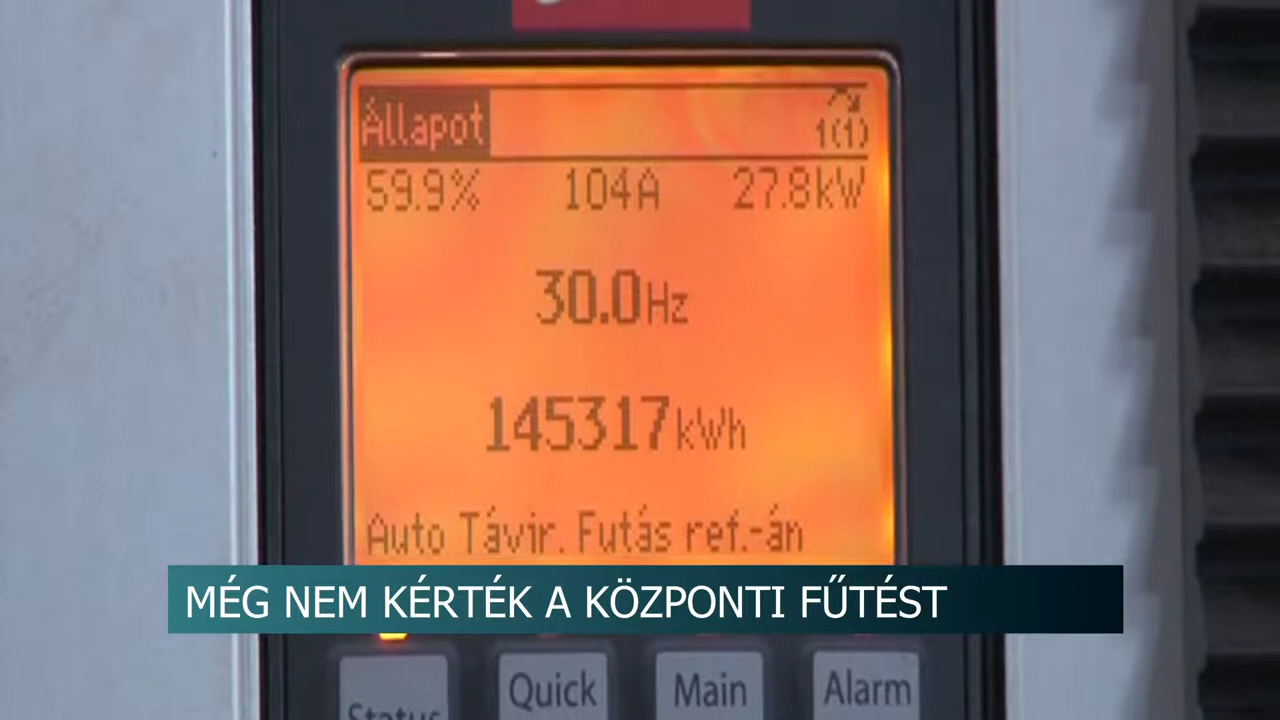 Állapot
1(1)
59.9% 104A 27.8kW
30.0Hz
145317kWh
Auto Távir. Futás ref.-án
MÉG NEM KÉRTÉK A KÖZPONTI FŰTÉST
Status Quick Main Alarm